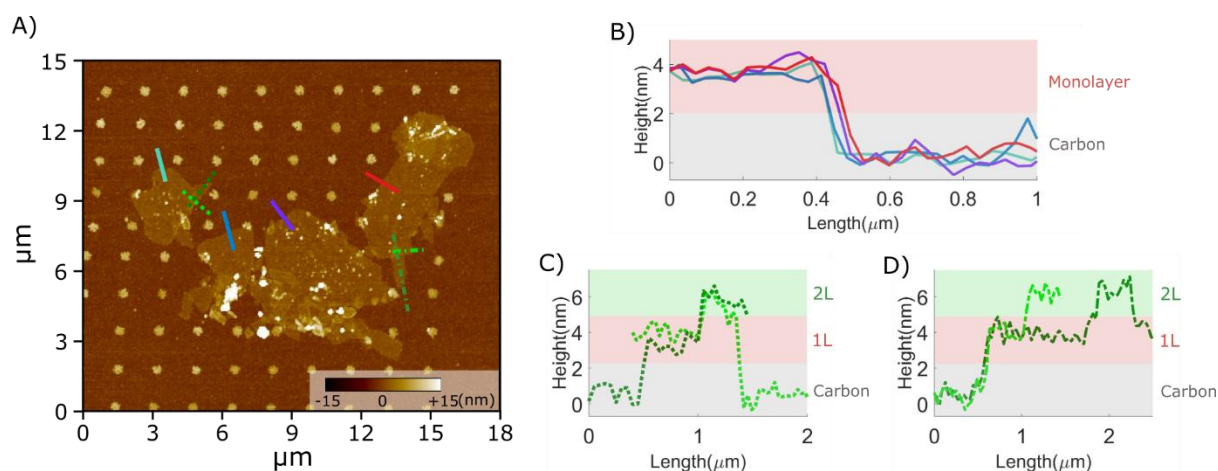 A)
15
12
9
6
3
0
μm
0 3 6 9 12 15 18
μm
-15 0 +15(nm)
B)
Height(nm)
4
2
0
0 0.2 0.4 0.6 0.8 1
Length(μm)
Monolayer
Carbon
C)
Height(nm)
6
4
2
0
0 1 2
Length(μm)
2L
1L
Carbon
D)
Height(nm)
6
4
2
0
0 1 2
Length(μm)
2L
1L
Carbon